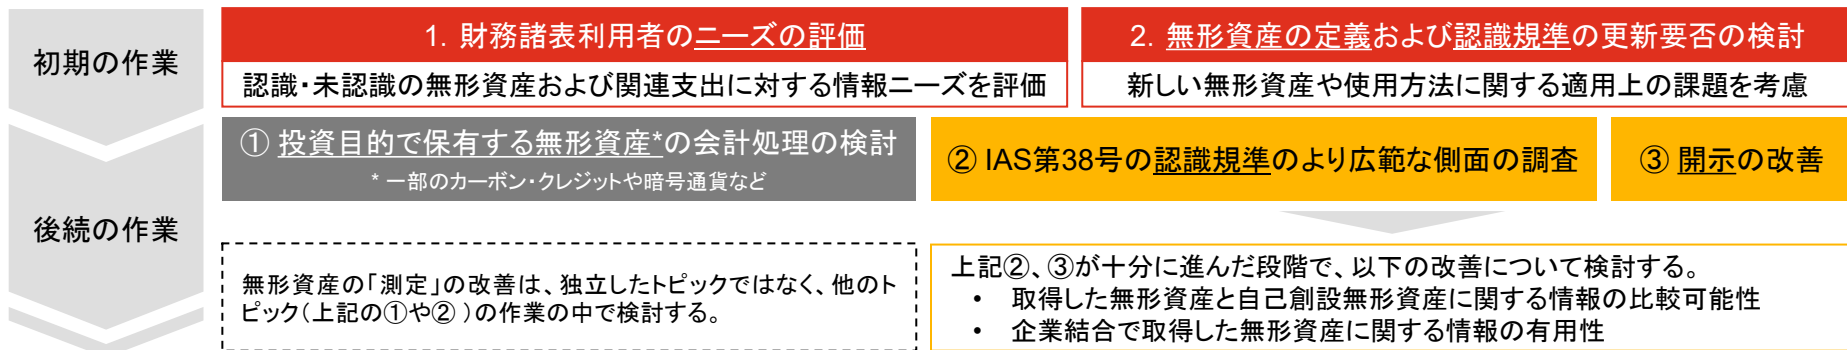 初期の作業
1. 財務諸表利用者のニーズの評価
認識・未認識の無形資産および関連支出に対する情報ニーズを評価
2. 無形資産の定義および認識規準の更新要否の検討
新しい無形資産や使用方法に関する適用上の課題を考慮
後続の作業
① 投資目的で保有する無形資産*の会計処理の検討
* 一部のカーボン・クレジットや暗号通貨など
② IAS第38号の認識規準のより広範な側面の調査
③ 開示の改善
無形資産の「測定」の改善は、独立したトピックではなく、他のト
ピック（上記の①や② ）の作業の中で検討する。
上記②、③が十分に進んだ段階で、以下の改善について検討する。
• 取得した無形資産と自己創設無形資産に関する情報の比較可能性
• 企業結合で取得した無形資産に関する情報の有用性